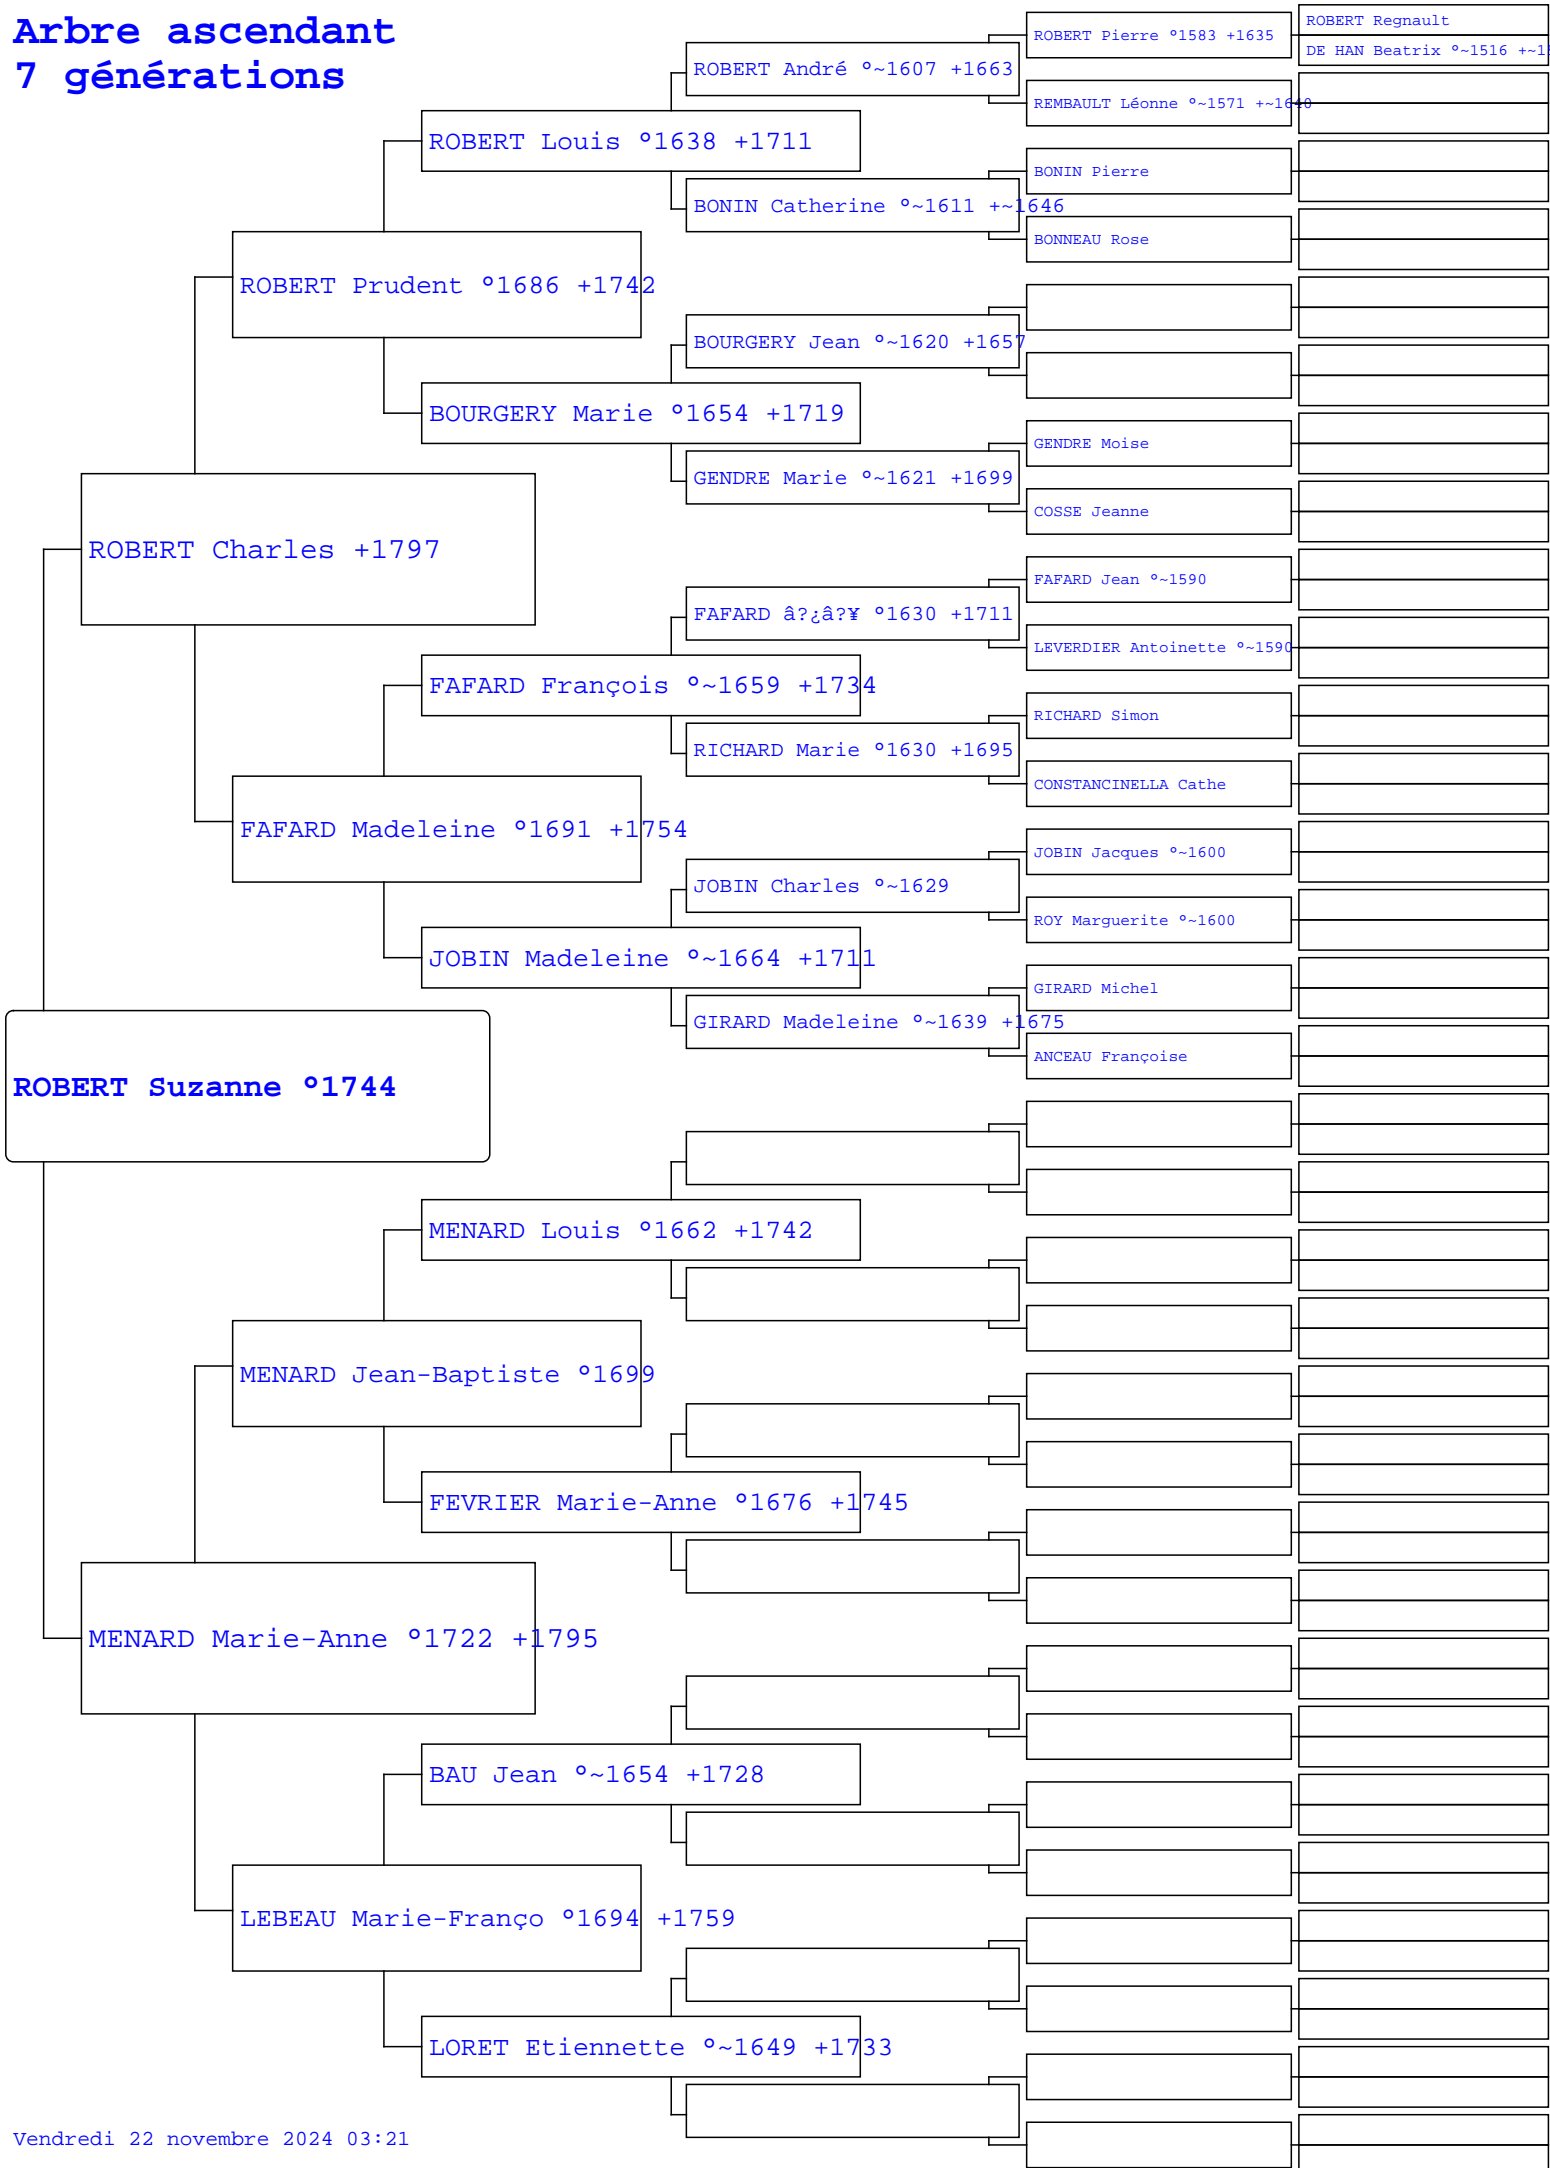 Arbre ascendant
7 générations
ROBERT Regnault
ROBERT Pierre °1583 +1635
DE HAN Beatrix °~1516 +~1
ROBERT André °~1607 +1663
REMBAULT Léonne °~1571 +~1640
ROBERT Louis °1638 +1711
BONIN Pierre
BONIN Catherine °~1611 +~1646
BONNEAU Rose
ROBERT Prudent °1686 +1742
BOURGERY Jean °~1620 +1657
BOURGERY Marie °1654 +1719
GENDRE Moise
GENDRE Marie °~1621 +1699
COSSE Jeanne
ROBERT Charles +1797
FAFARD Jean °~1590
FAFARD â?¿â?¥ °1630 +1711
LEVERDIER Antoinette °~1590
FAFARD François °~1659 +1734
RICHARD Simon
RICHARD Marie °1630 +1695
CONSTANCINELLA Cathe
FAFARD Madeleine °1691 +1754
JOBIN Jacques °~1600
JOBIN Charles °~1629
ROY Marguerite °~1600
JOBIN Madeleine °~1664 +1711
GIRARD Michel
GIRARD Madeleine °~1639 +1675
ANCEAU Françoise
ROBERT Suzanne °1744
MENARD Louis °1662 +1742
MENARD Jean-Baptiste °1699
FEVRIER Marie-Anne °1676 +1745
MENARD Marie-Anne °1722 +1795
BAU Jean °~1654 +1728
LEBEAU Marie-Franço °1694 +1759
LORET Etiennette °~1649 +1733
Vendredi 22 novembre 2024 03:21